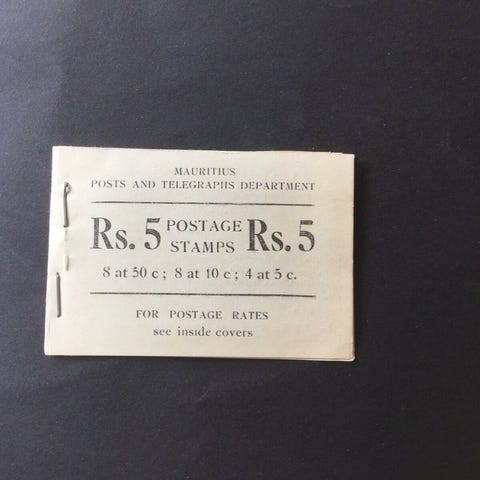 MAURITIUS
POSTS AND TELEGRAPHS DEPARTMENT
Rs. 5 POSTAGE STAMPS Rs. 5
8 at 50 c ; 8 at 10 c ; 4 at 5 c.
FOR POSTAGE RATES
see inside covers